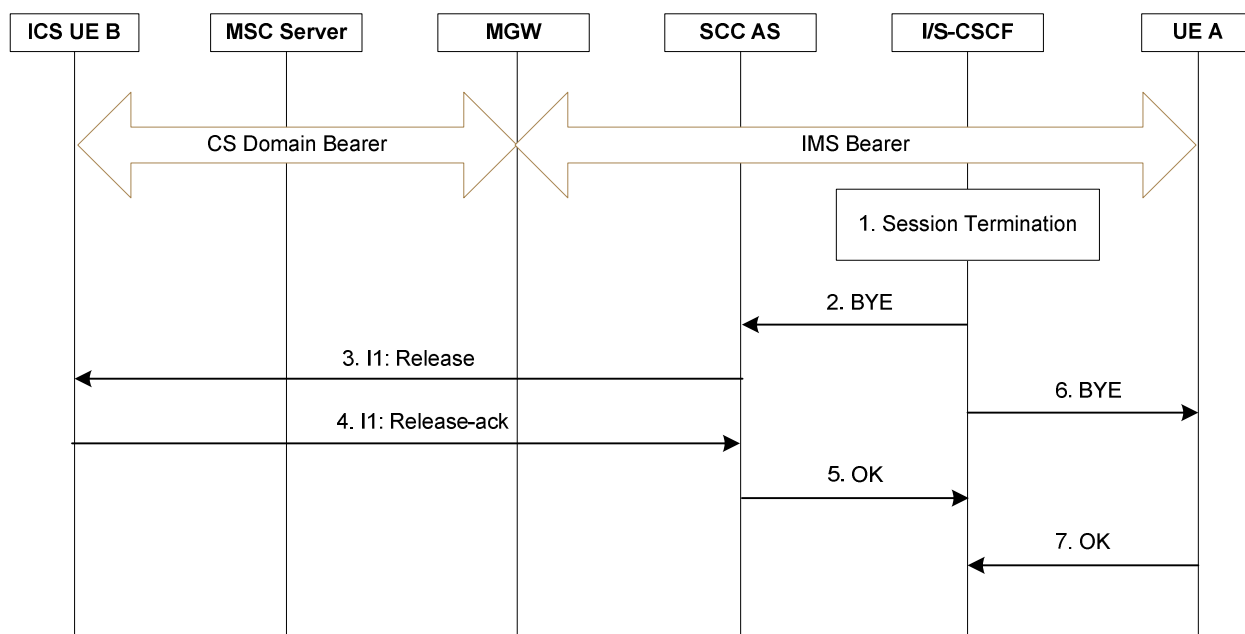 ICS UE B
MSC Server
MGW
SCC AS
I/S-CSCF
UE A
CS Domain Bearer
IMS Bearer
1. Session Termination
2. BYE
3. I1: Release
6. BYE
4. I1: Release-ack
5. OK
7. OK